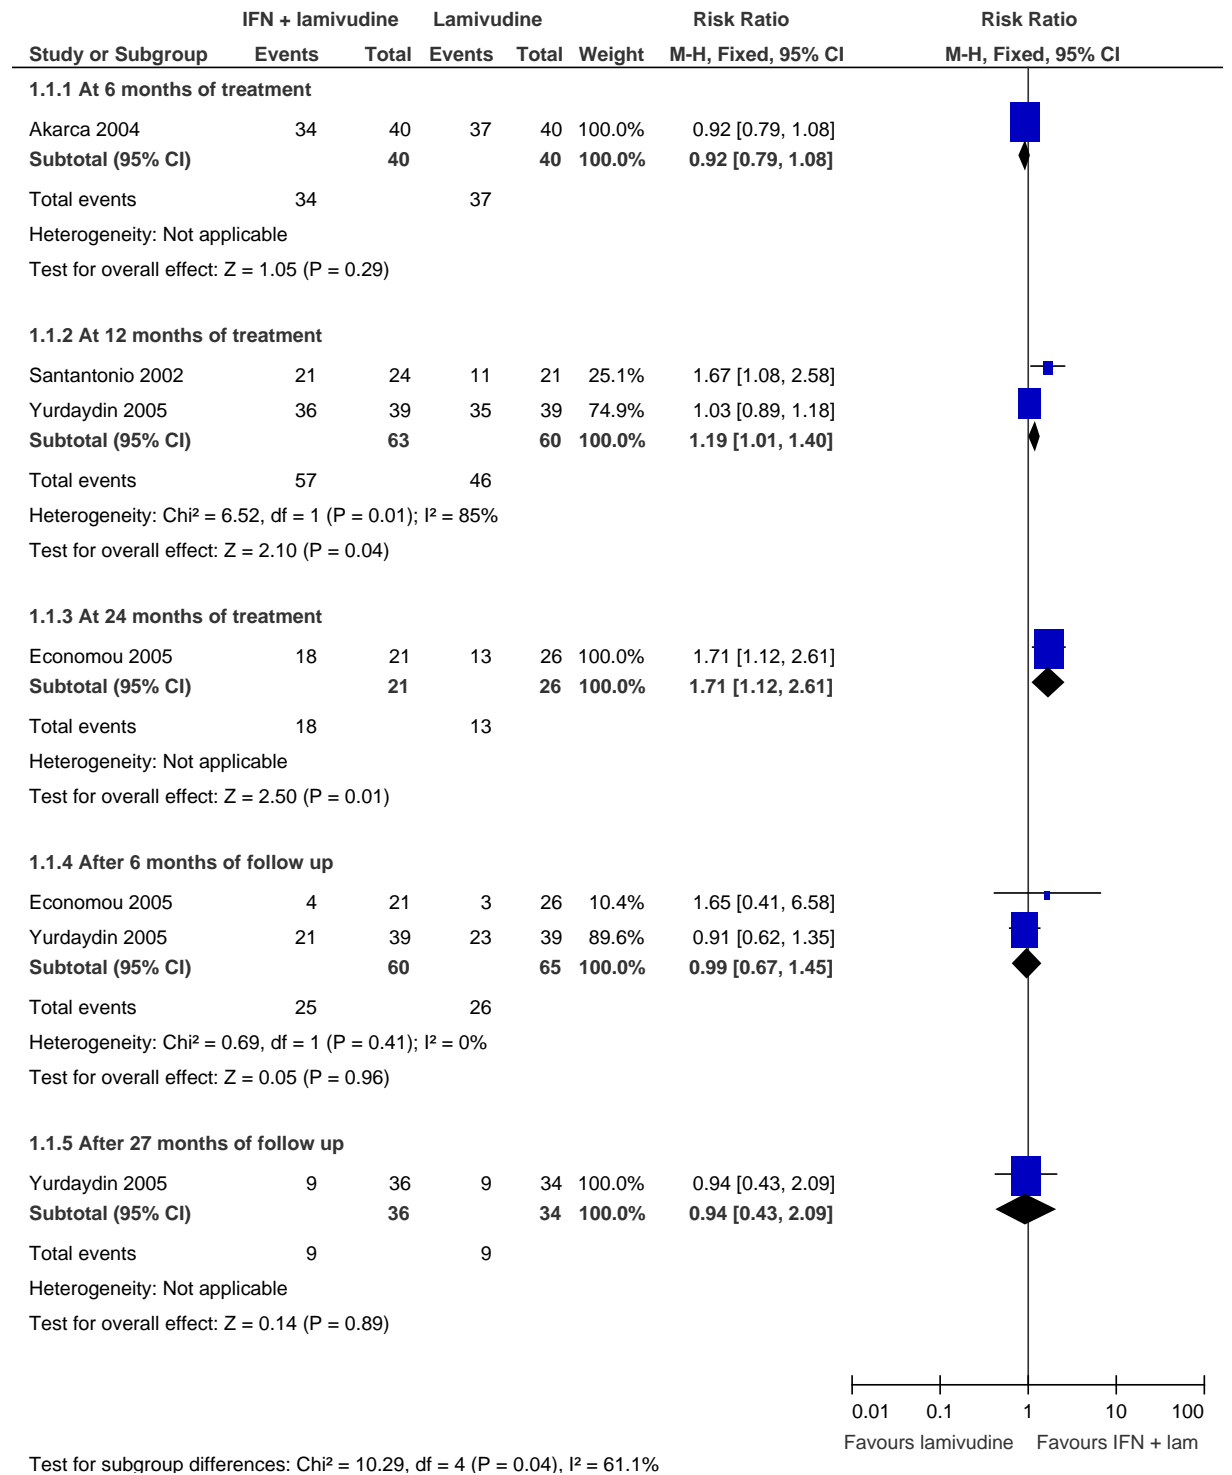 IFN + lamivudine Lamivudine Risk Ratio Risk Ratio
Study or Subgroup Events Total Events Total Weight M-H, Fixed, 95% CI M-H, Fixed, 95% CI
1.1.1 At 6 months of treatment
Akarca 2004 34 40 37 40 100.0% 0.92 [0.79, 1.08]
Subtotal (95% CI) 40 40 100.0% 0.92 [0.79, 1.08]
Total events 34 37
Heterogeneity: Not applicable
Test for overall effect: Z = 1.05 (P = 0.29)
1.1.2 At 12 months of treatment
Santantonio 2002 21 24 11 21 25.1% 1.67 [1.08, 2.58]
Yurdaydin 2005 36 39 35 39 74.9% 1.03 [0.89, 1.18]
Subtotal (95% CI) 63 60 100.0% 1.19 [1.01, 1.40]
Total events 57 46
Heterogeneity: Chi² = 6.52, df = 1 (P = 0.01); I² = 85%
Test for overall effect: Z = 2.10 (P = 0.04)
1.1.3 At 24 months of treatment
Economou 2005 18 21 13 26 100.0% 1.71 [1.12, 2.61]
Subtotal (95% CI) 21 26 100.0% 1.71 [1.12, 2.61]
Total events 18 13
Heterogeneity: Not applicable
Test for overall effect: Z = 2.50 (P = 0.01)
1.1.4 After 6 months of follow up
Economou 2005 4 21 3 26 10.4% 1.65 [0.41, 6.58]
Yurdaydin 2005 21 39 23 39 89.6% 0.91 [0.62, 1.35]
Subtotal (95% CI) 60 65 100.0% 0.99 [0.67, 1.45]
Total events 25 26
Heterogeneity: Chi² = 0.69, df = 1 (P = 0.41); I² = 0%
Test for overall effect: Z = 0.05 (P = 0.96)
1.1.5 After 27 months of follow up
Yurdaydin 2005 9 36 9 34 100.0% 0.94 [0.43, 2.09]
Subtotal (95% CI) 36 34 100.0% 0.94 [0.43, 2.09]
Total events 9 9
Heterogeneity: Not applicable
Test for overall effect: Z = 0.14 (P = 0.89)
0.01 0.1 1 10 100
Favours lamivudine Favours IFN + lam
Test for subgroup differences: Chi² = 10.29, df = 4 (P = 0.04), I² = 61.1%